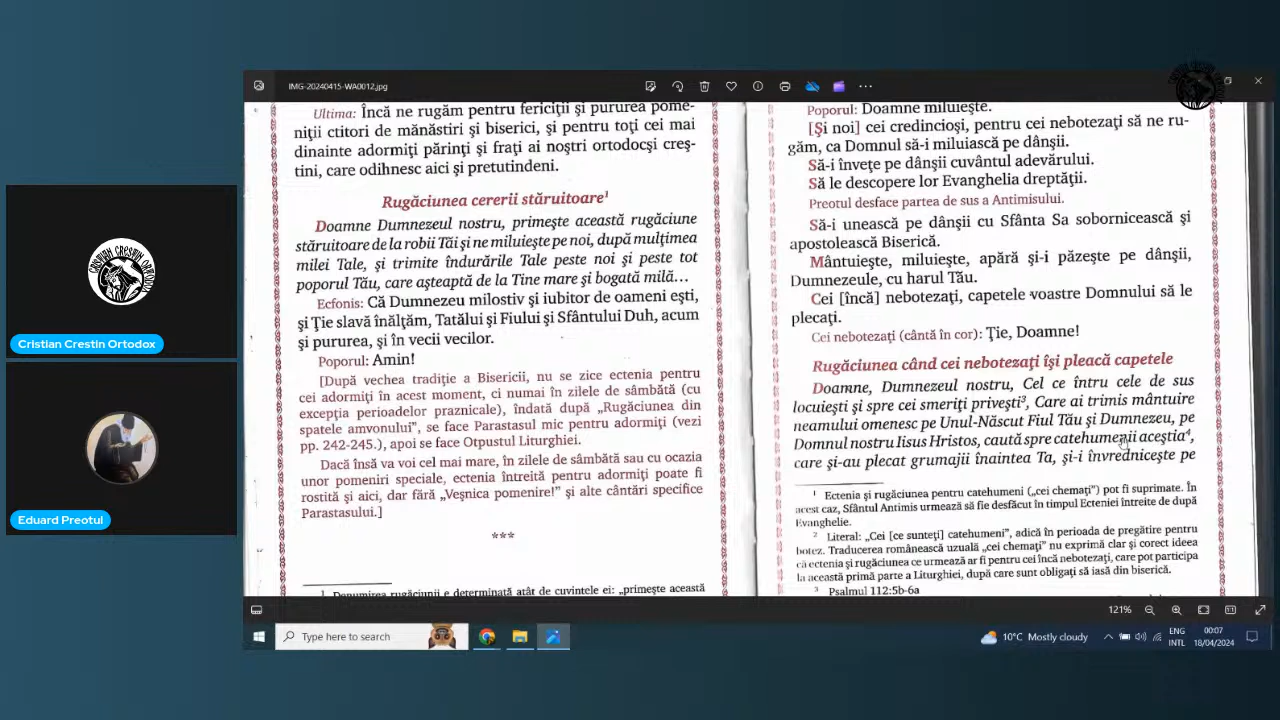 IMG-20240415-WA0012.jpg
Ultima: Încă ne rugăm pentru fericiţii şi pururea pome-
niţii ctitori de mănăstiri şi biserici, şi pentru toţi cei mai
dinainte adormiţi părinţi şi fraţi ai noştri ortodocşi creş-
tini, care odihnesc aici şi pretutindeni.
Rugăciunea cererii stăruitoare¹
Doamne Dumnezeul nostru, primeşte această rugăciune
stăruitoare de la robii Tăi şi ne miluieşte pe noi, după mulţimea
milei Tale, şi trimite îndurările Tale peste noi şi peste tot
poporul Tău, care aşteaptă de la Tine mare şi bogată milă...
Ecfonis: Că Dumnezeu milostiv şi iubitor de oameni eşti,
şi Ţie slavă înălţăm, Tatălui şi Fiului şi Sfântului Duh, acum
şi pururea, şi în vecii vecilor.
Poporul: Amin!
[După vechea tradiţie a Bisericii, nu se zice ectenia pentru
cei adormiţi în acest moment, ci numai în zilele de sâmbătă (cu
excepţia perioadelor praznicale), îndată după „Rugăciunea din
spatele amvonului”, se face Parastasul mic pentru adormiţi (vezi
pp. 242-245.), apoi se face Otpustul Liturghiei.
Dacă însă va voi cel mai mare, în zilele de sâmbătă sau cu ocazia
unor pomeniri speciale, ectenia întreită pentru adormiţi poate fi
rostită şi aici, dar fără „Veşnica pomenire!” şi alte cântări specifice
Parastasului.]
***
1 Denumirea rugăciunii e determinată atât de cuvintele ei: „primeşte această
Poporul: Doamne miluieşte.
[Şi noi] cei credincioşi, pentru cei nebotezaţi să ne ru-
găm, ca Domnul să-i miluiască pe dânşii.
Să-i înveţe pe dânşii cuvântul adevărului.
Să le descopere lor Evanghelia dreptăţii.
Preotul desface partea de sus a Antimisului.
Să-i unească pe dânşii cu Sfânta Sa sobornicească şi
apostolească Biserică.
Mântuieşte, miluieşte, apără şi-i păzeşte pe dânşii,
Dumnezeule, cu harul Tău.
Cei [încă] nebotezaţi, capetele voastre Domnului să le
plecaţi.
Cei nebotezaţi (cântă în cor): Ţie, Doamne!
Rugăciunea când cei nebotezaţi îşi pleacă capetele
Doamne, Dumnezeul nostru, Cel ce întru cele de sus
locuieşti şi spre cei smeriţi priveşti³, Care ai trimis mântuire
neamului omenesc pe Unul-Născut Fiul Tău şi Dumnezeu, pe
Domnul nostru Iisus Hristos, caută spre catehumenii aceştia⁴,
care şi-au plecat grumajii înaintea Ta, şi-i învredniceşte pe
1 Ectenia şi rugăciunea pentru catehumeni („cei chemaţi”) pot fi suprimate. În
acest caz, Sfântul Antimis urmează să fie desfăcut în timpul Ecteniei întreite de după
Evanghelie.
2 Literal: „Cei [ce sunteţi] catehumeni”, adică în perioada de pregătire pentru
botez. Traducerea românească uzuală „cei chemaţi” nu exprimă clar şi corect ideea
că ectenia şi rugăciunea ce urmează ar fi pentru cei încă nebotezaţi, care pot participa
la această primă parte a Liturghiei, după care sunt obligaţi să iasă din biserică.
3 Psalmul 112:5b-6a
CRISTIAN CRESTIN ORTODOX
Cristian Crestin Ortodox
Eduard Preotul
121%
Type here to search
10°C Mostly cloudy
ENG
INTL
00:07
18/04/2024